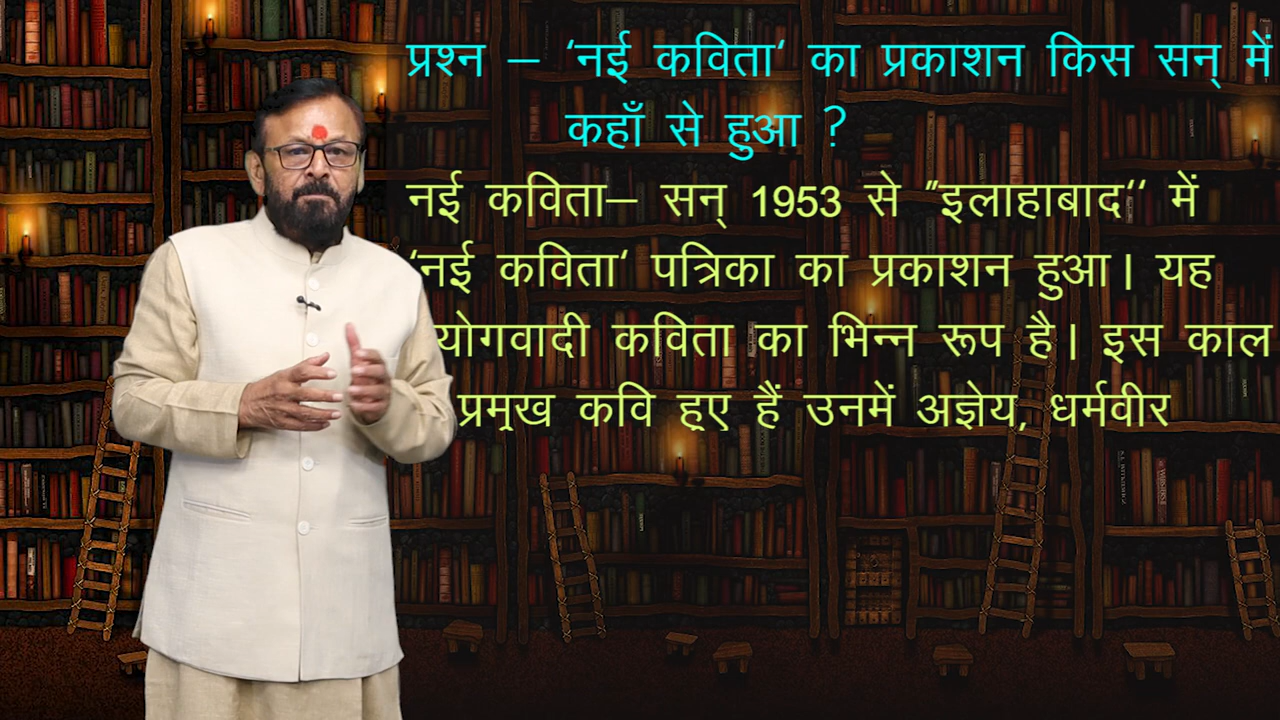 प्रश्न – ‘नई कविता‘ का प्रकाशन किस सन् में
कहाँ से हुआ ?
नई कविता– सन् 1953 से "इलाहाबाद‘‘ में
‘नई कविता‘ पत्रिका का प्रकाशन हुआ। यह
योगवादी कविता का भिन्न रूप है। इस काल
प्रमुख कवि हुए हैं उनमें अज्ञेय, धर्मवीर